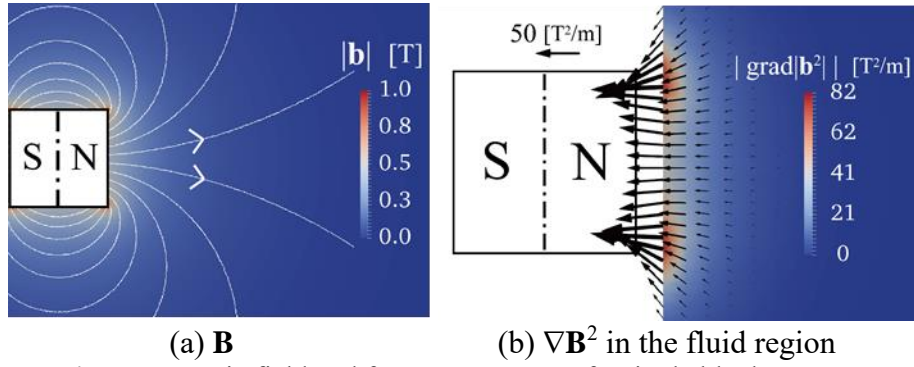 |b| [T]
1.0
0.8
0.5
0.3
0.0
S N
50 [T²/m]
| grad|b²| | [T²/m]
82
62
41
21
0
S N
(a) B
(b) ∇B² in the fluid region